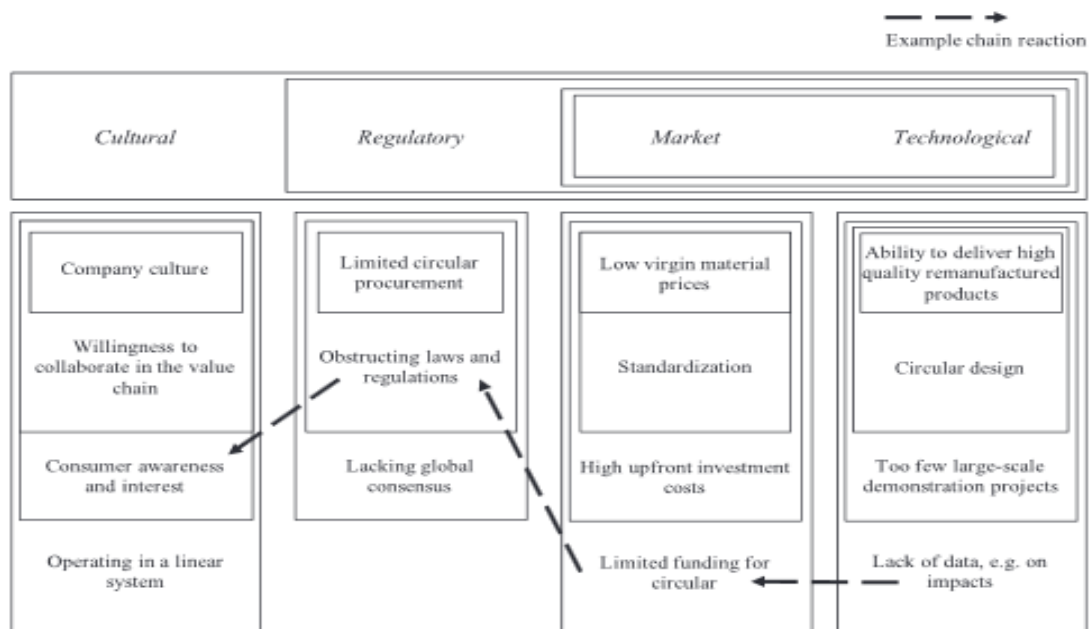 Example chain reaction
Cultural
Regulatory
Market
Technological
Company culture
Willingness to
collaborate in the value
chain
Consumer awareness
and interest
Operating in a linear
system
Limited circular
procurement
Obstructing laws and
regulations
Lacking global
consensus
Low virgin material
prices
Standardization
High upfront investment
costs
Limited funding for
circular
Ability to deliver high
quality remanufactured
products
Circular design
Too few large-scale
demonstration projects
Lack of data, e.g. on
impacts